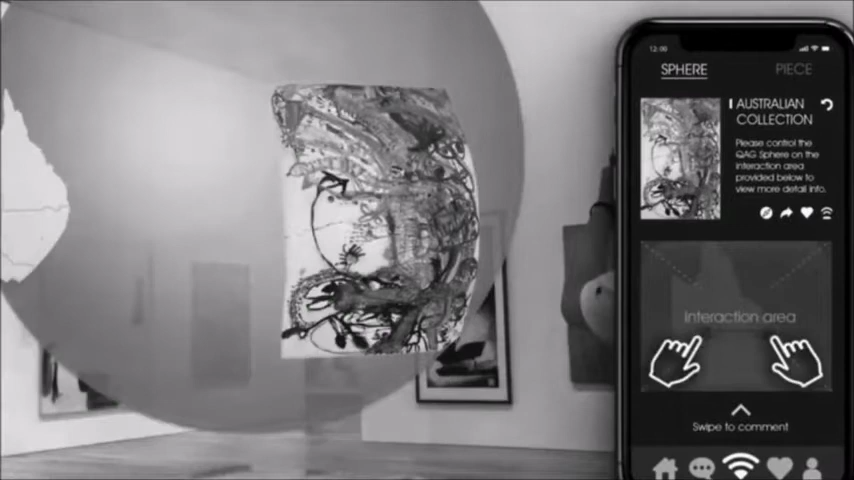 12:00
SPHERE
PIECE
AUSTRALIAN
COLLECTION
Please control the
QAG Sphere on the
interaction area
provided below to
view more detail info.
Interaction area
Swipe to comment